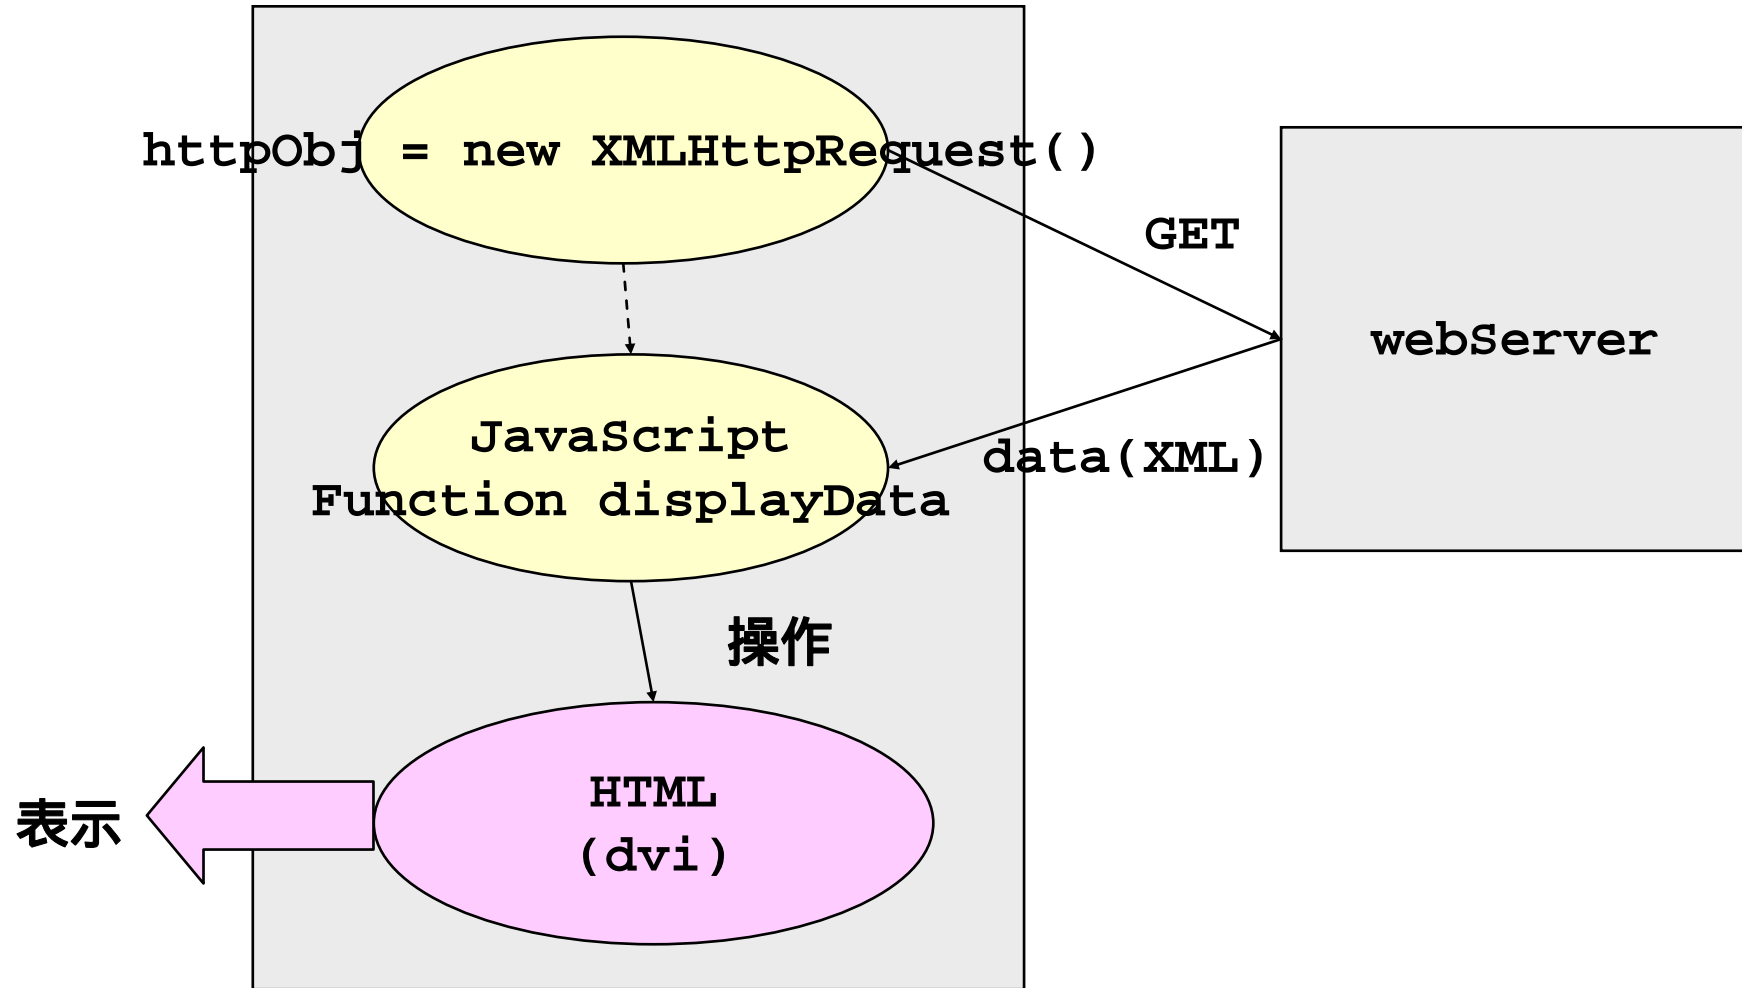 httpObj = new XMLHttpRequest()
GET
webServer
JavaScript
Function displayData
data(XML)
操作
HTML
(dvi)
表示